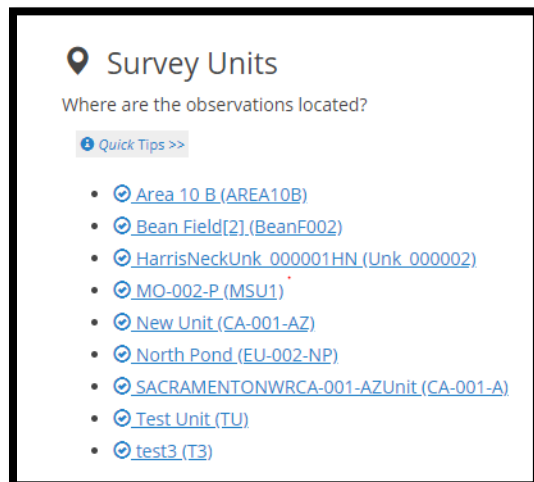 Survey Units
Where are the observations located?
Quick Tips >>
Area 10 B (AREA10B)
Bean Field[2] (BeanF002)
HarrisNeckUnk_000001HN (Unk_000002)
MO-002-P (MSU1)
New Unit (CA-001-AZ)
North Pond (EU-002-NP)
SACRAMENTONWRCA-001-AZUnit (CA-001-A)
Test Unit (TU)
test3 (T3)